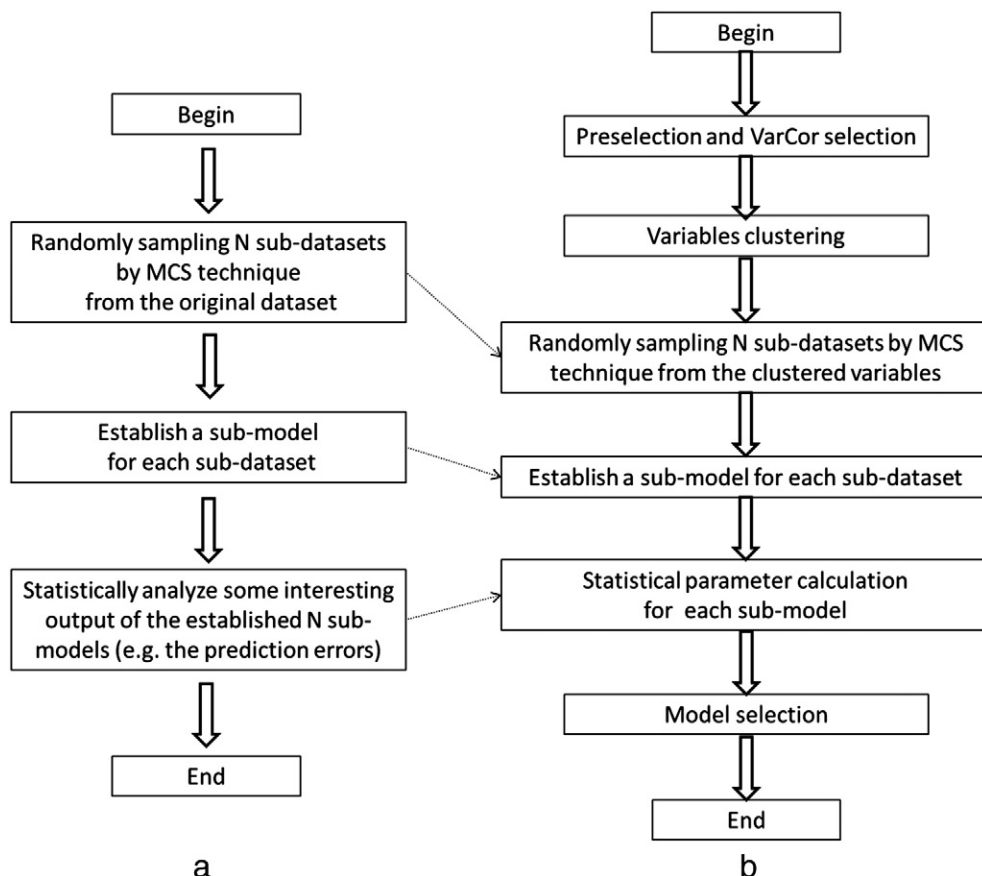 Begin
Randomly sampling N sub-datasets
by MCS technique
from the original dataset
Establish a sub-model
for each sub-dataset
Statistically analyze some interesting
output of the established N sub-
models (e.g. the prediction errors)
End
a
Begin
Preselection and VarCor selection
Variables clustering
Randomly sampling N sub-datasets by MCS
technique from the clustered variables
Establish a sub-model for each sub-dataset
Statistical parameter calculation
for each sub-model
Model selection
End
b